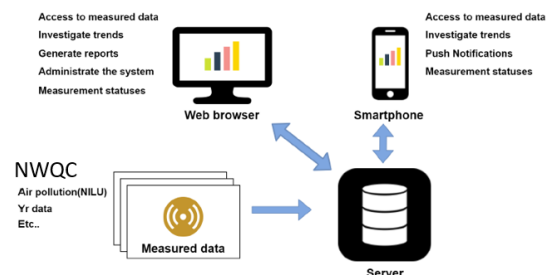 Access to measured data
Investigate trends
Generate reports
Administrate the system
Measurement statuses
Web browser
Access to measured data
Investigate trends
Push Notifications
Measurement statuses
Smartphone
NWQC
Air pollution(NILU)
Yr data
Etc..
Measured data
Server